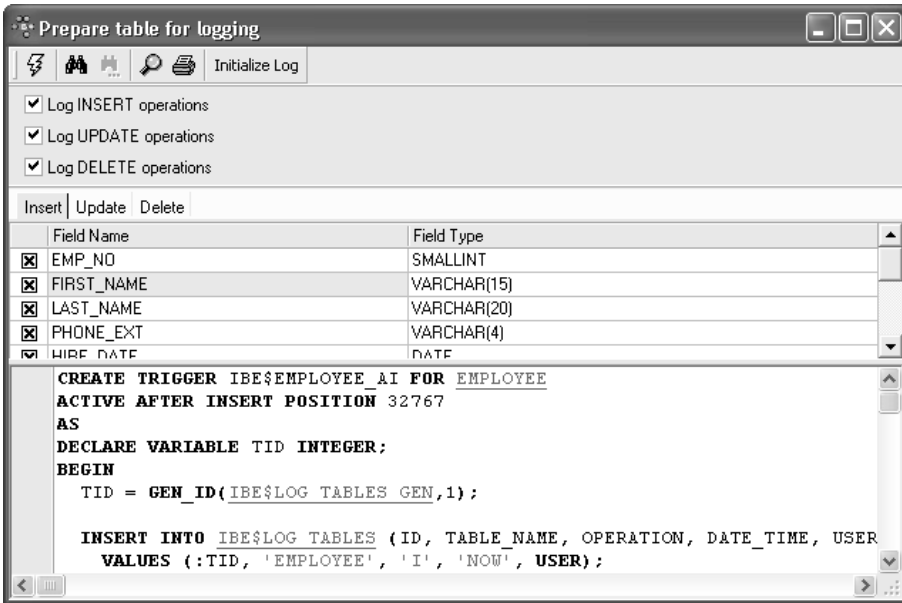 Prepare table for logging
Initialize Log
Log INSERT operations
Log UPDATE operations
Log DELETE operations
Insert Update Delete
Field Name Field Type
EMP_NO SMALLINT
FIRST_NAME VARCHAR(15)
LAST_NAME VARCHAR(20)
PHONE_EXT VARCHAR(4)
HIRE_DATE DATE
CREATE TRIGGER IBE$EMPLOYEE_AI FOR EMPLOYEE
ACTIVE AFTER INSERT POSITION 32767
AS
DECLARE VARIABLE TID INTEGER;
BEGIN
TID = GEN_ID(IBE$LOG_TABLES_GEN,1);
INSERT INTO IBE$LOG_TABLES (ID, TABLE_NAME, OPERATION, DATE_TIME, USER
VALUES (:TID, 'EMPLOYEE', 'I', 'NOW', USER);